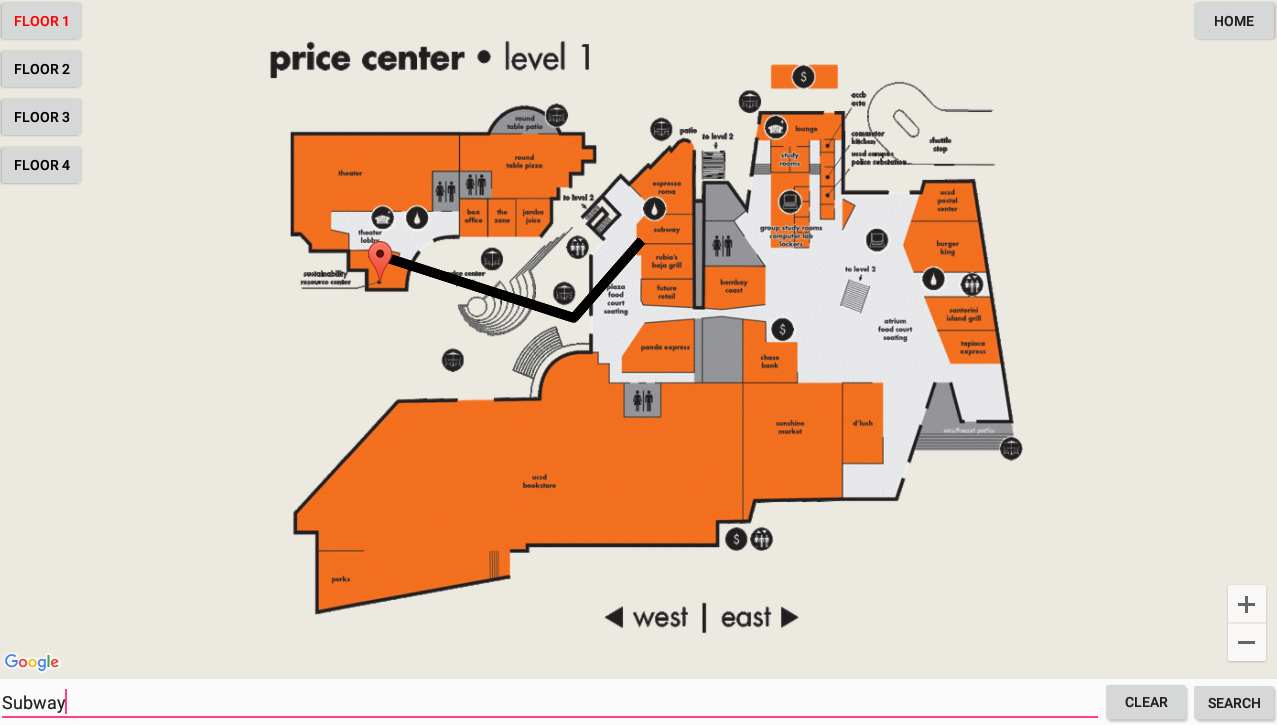 FLOOR 1
HOME
FLOOR 2
FLOOR 3
FLOOR 4
price center • level 1
$
accb
asta
round
table patio
patio
to level 2
lounge
commuter
kitchen
ucsd campus
police substation
shuttle
stop
theater
round
table pizza
study
rooms
espresso
roma
to level 2
ucsd
postal
center
box
office
the
zone
jamba
juice
theater
lobby
subway
group study rooms
computer lab
lockers
burger
king
rubio's
baja grill
sustainability
resource center
center
to level 2
plaza
food
court
seating
future
retail
bombay
coast
santorini
island grill
atrium
food court
seating
$
panda express
chase
bank
tapioca
express
sunshine
market
d'lush
southeast patio
ucsd
bookstore
$
perks
west | east
+
−
Google
Subway
CLEAR
SEARCH